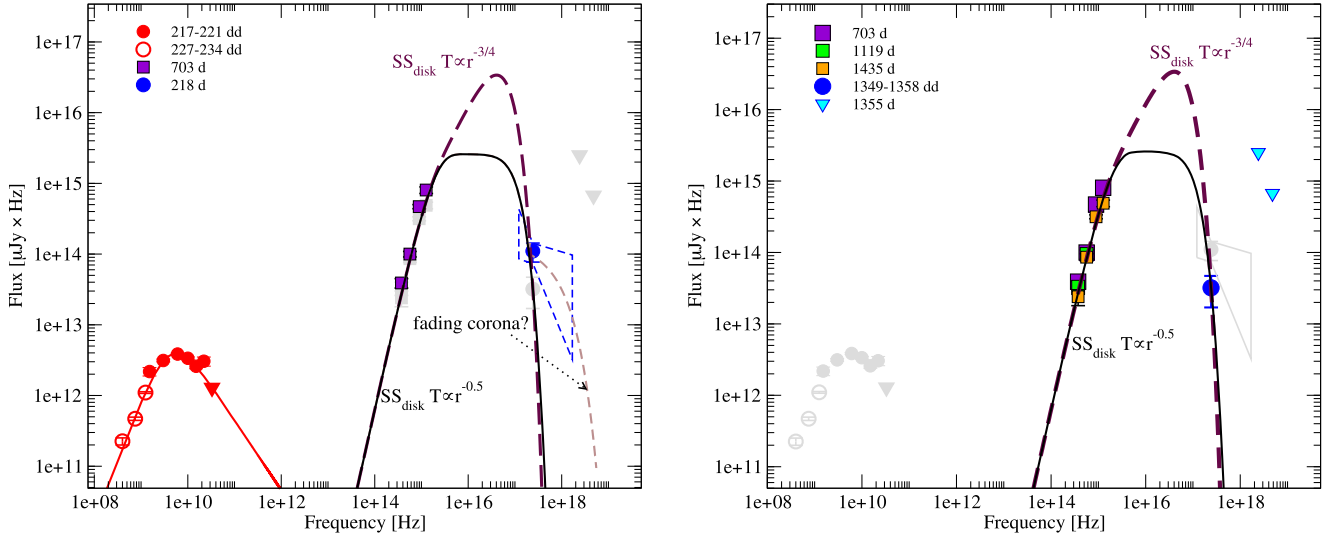 1e+17
1e+16
1e+15
1e+14
1e+13
1e+12
1e+11
Flux [μJy × Hz]
217-221 dd
227-234 dd
703 d
218 d
SS_disk T∝r^-3/4
fading corona?
SS_disk T∝r^-0.5
1e+08 1e+10 1e+12 1e+14 1e+16 1e+18
Frequency [Hz]
1e+17
1e+16
1e+15
1e+14
1e+13
1e+12
1e+11
Flux [μJy × Hz]
703 d
1119 d
1435 d
1349-1358 dd
1355 d
SS_disk T∝r^-3/4
SS_disk T∝r^-0.5
1e+08 1e+10 1e+12 1e+14 1e+16 1e+18
Frequency [Hz]